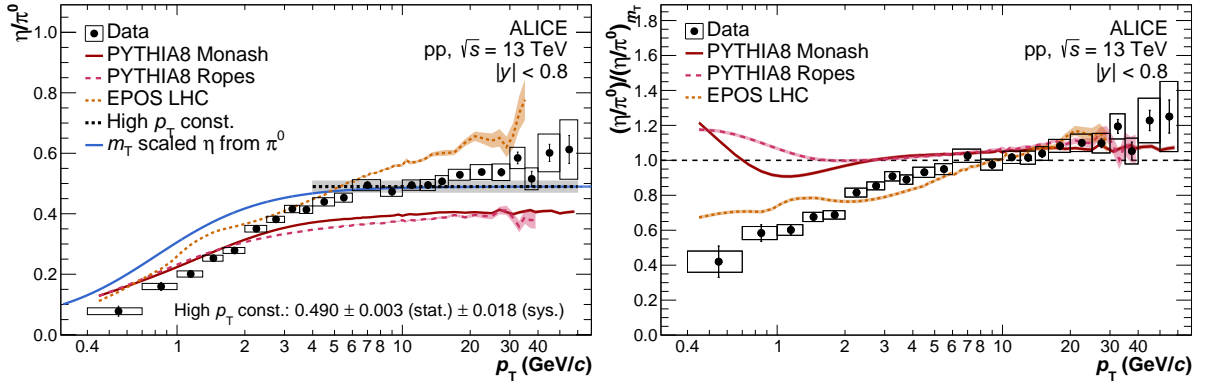 η/π⁰
1.0
0.8
0.6
0.4
0.2
0.0
Data
PYTHIA8 Monash
PYTHIA8 Ropes
EPOS LHC
High p_T const.
m_T scaled η from π⁰
ALICE
pp, √s = 13 TeV
|y| < 0.8
High p_T const.: 0.490 ± 0.003 (stat.) ± 0.018 (sys.)
0.4 1 2 3 4 5 6 7 8 10 20 30 40
p_T (GeV/c)
(η/π⁰)/(η/π⁰)_{m_T}
1.8
1.6
1.4
1.2
1.0
0.8
0.6
0.4
0.2
0.0
Data
PYTHIA8 Monash
PYTHIA8 Ropes
EPOS LHC
ALICE
pp, √s = 13 TeV
|y| < 0.8
0.4 1 2 3 4 5 6 7 8 10 20 30 40
p_T (GeV/c)